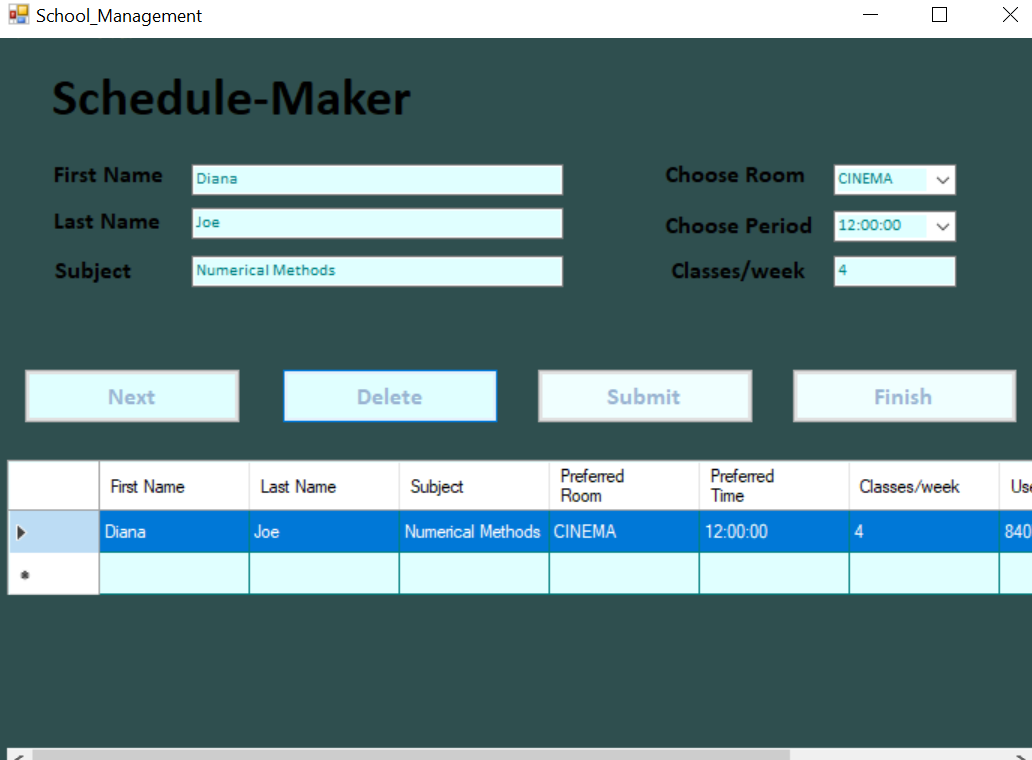 School_Management
Schedule-Maker
First Name Diana Choose Room CINEMA
Last Name Joe Choose Period 12:00:00
Subject Numerical Methods Classes/week 4
Next Delete Submit Finish
First Name Last Name Subject Preferred Room Preferred Time Classes/week
Diana Joe Numerical Methods CINEMA 12:00:00 4 840